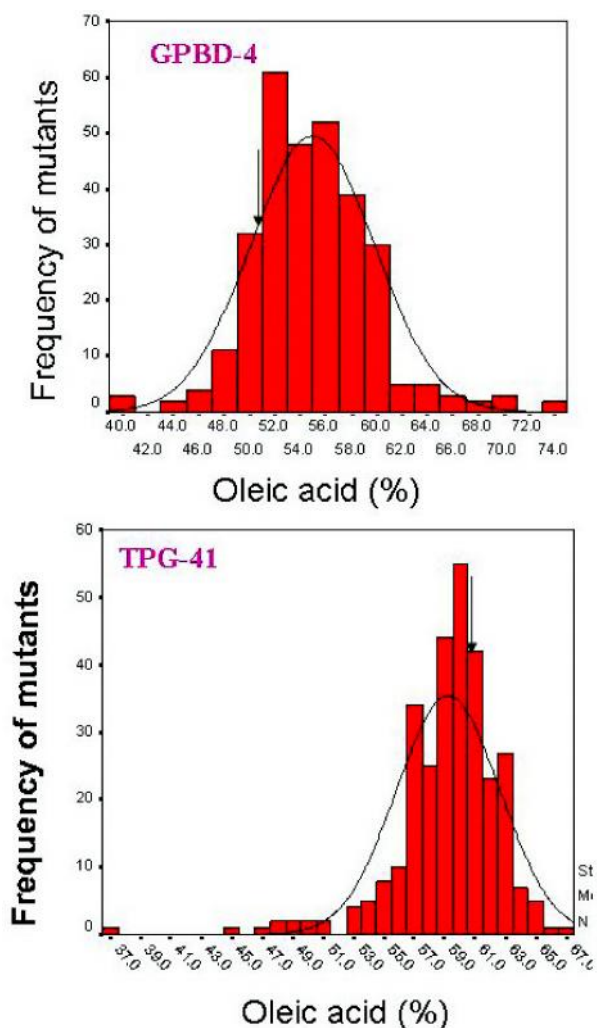 GPBD-4
Frequency of mutants
70
60
50
40
30
20
10
0
40.0 44.0 48.0 52.0 56.0 60.0 64.0 68.0 72.0
42.0 46.0 50.0 54.0 58.0 62.0 66.0 70.0 74.0
Oleic acid (%)
TPG-41
Frequency of mutants
60
50
40
30
20
10
0
37.0 39.0 41.0 43.0 45.0 47.0 49.0 51.0 53.0 55.0 57.0 59.0 61.0 63.0 65.0 67.0
St
M
N
Oleic acid (%)